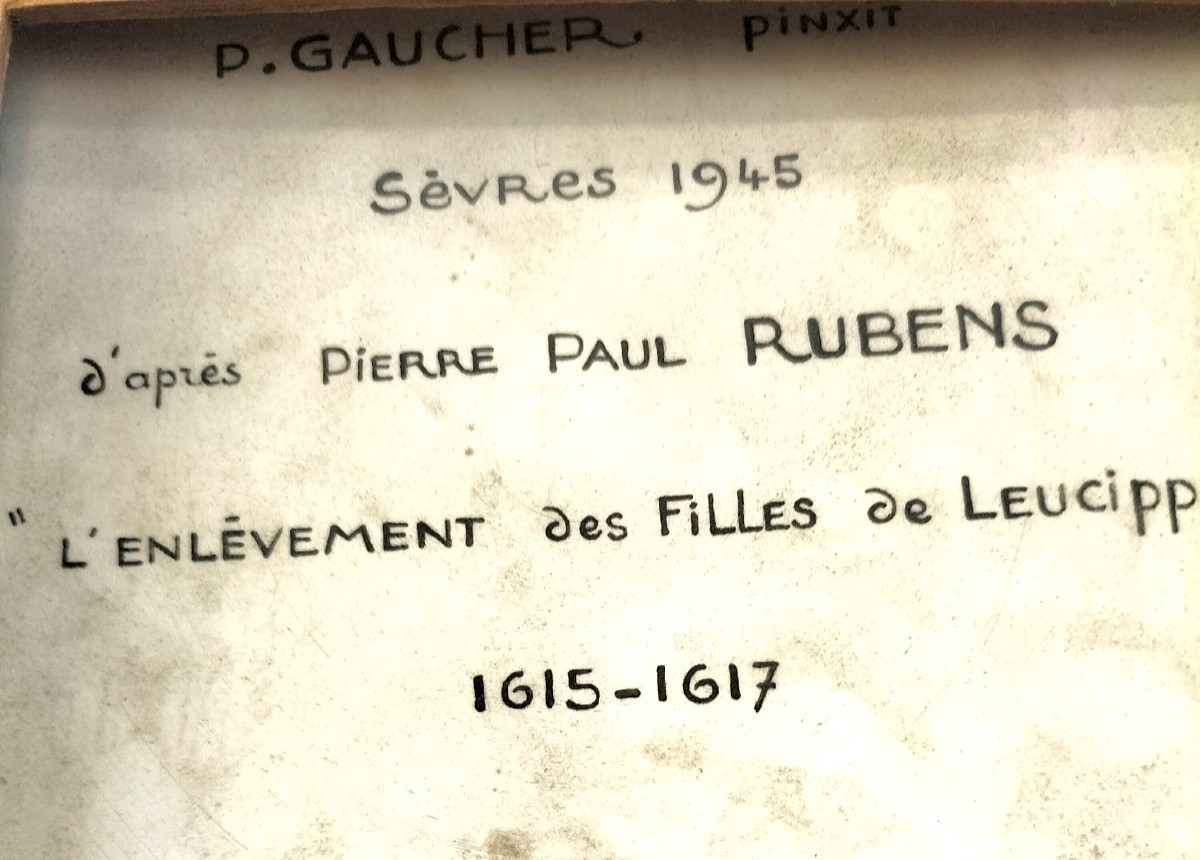 P. GAUCHER. PiNXiT
Sèvres 1945
d'après PiERRE PAUL RUBENS
" L'ENLÈVEMENT des FiLLES de LEUCiPP
1615-1617